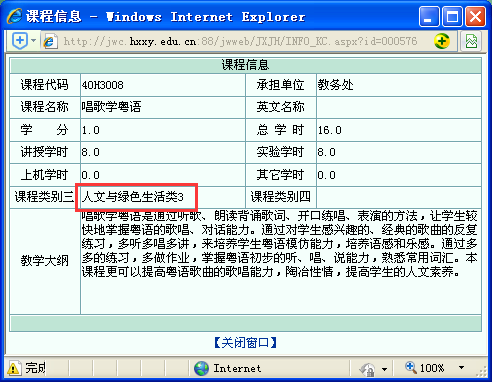 课程信息 - Windows Internet Explorer
http://jwc.hxxy.edu.cn:88/jwweb/JXJH/INFO_KC.aspx?id=000576
课程信息
课程代码 40H3008 承担单位 教务处
课程名称 唱歌学粤语 英文名称
学 分 1.0 总 学 时 16.0
讲授学时 8.0 实验学时 8.0
上机学时 0.0 其它学时 0.0
课程类别三 人文与绿色生活类3 课程类别四
唱歌学粤语是通过听歌、朗读背诵歌词、开口练唱、表演的方法，让学生较
快地掌握粤语的歌唱、对话能力。通过对学生感兴趣的、经典的歌曲的反复
练习，多听多唱多讲，来培养学生粤语模仿能力，培养语感和乐感。通过多
教学大纲 多的练习，多做作业，掌握粤语初步的听、唱、说能力，熟悉常用词汇。本
课程更可以提高粤语歌曲的歌唱能力，陶冶性情，提高学生的人文素养。
【关闭窗口】
完成 Internet 100%